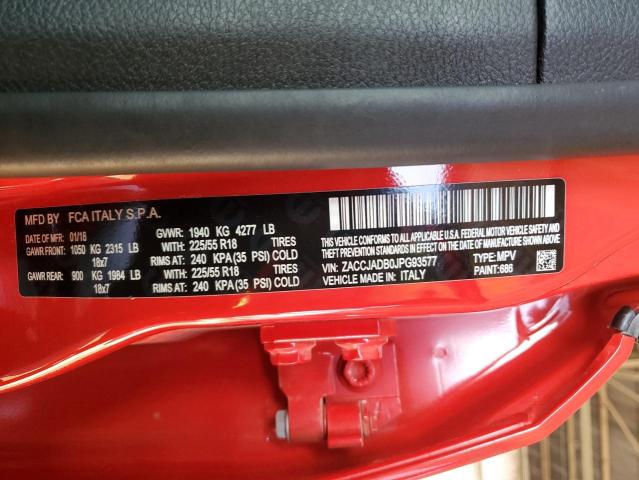 MFD BY FCA ITALY S.P.A.
DATE OF MFR: 01/18 GVWR: 1940 KG 4277 LB
GAWR FRONT: 1050 KG 2315 LB WITH: 225/55 R18 TIRES
18x7 RIMS AT: 240 KPA(35 PSI) COLD
GAWR REAR: 900 KG 1984 LB WITH: 225/55 R18 TIRES
18x7 RIMS AT: 240 KPA(35 PSI) COLD
THIS VEHICLE CONFORMS TO ALL APPLICABLE U.S.A.
FEDERAL MOTOR VEHICLE SAFETY, BUMPER, AND
THEFT PREVENTION STANDARDS IN EFFECT ON THE DATE OF
MANUFACTURE SHOWN ABOVE.
VIN: ZACCJADB0JPG93577 TYPE: MPV
VEHICLE MADE IN: ITALY PAINT: 686